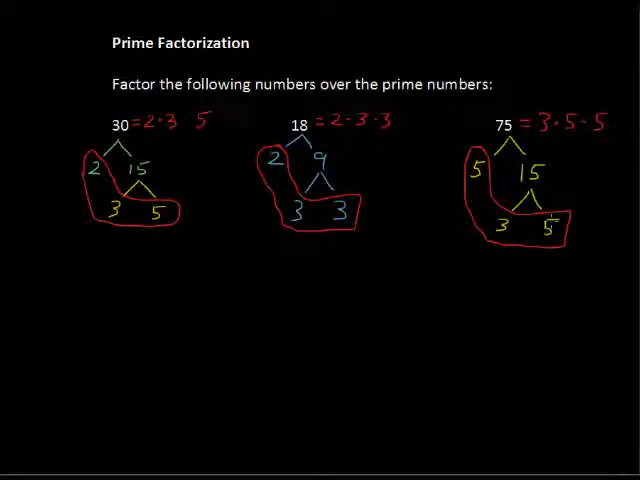 Prime Factorization
Factor the following numbers over the prime numbers:
30 = 2·3 5 18 = 2·3·3 75 = 3·5·5
2 15 2 9 5 15
3 5 3 3 3 5